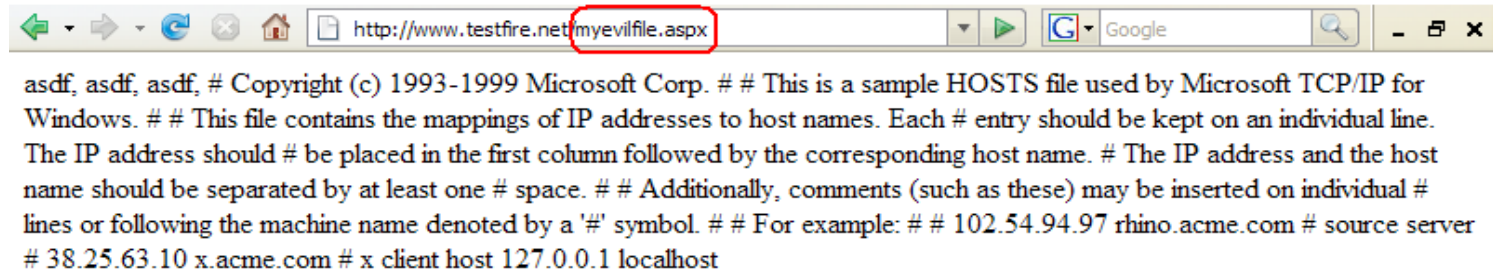 http://www.testfire.net/myevilfile.aspx G Google
asdf, asdf, asdf, # Copyright (c) 1993-1999 Microsoft Corp. # # This is a sample HOSTS file used by Microsoft TCP/IP for
Windows. # # This file contains the mappings of IP addresses to host names. Each # entry should be kept on an individual line.
The IP address should # be placed in the first column followed by the corresponding host name. # The IP address and the host
name should be separated by at least one # space. # # Additionally, comments (such as these) may be inserted on individual #
lines or following the machine name denoted by a '#' symbol. # # For example: # # 102.54.94.97 rhino.acme.com # source server
# 38.25.63.10 x.acme.com # x client host 127.0.0.1 localhost